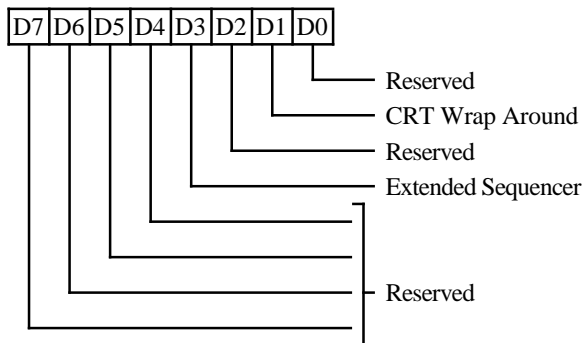 D7 D6 D5 D4 D3 D2 D1 D0
Reserved
CRT Wrap Around
Reserved
Extended Sequencer
Reserved